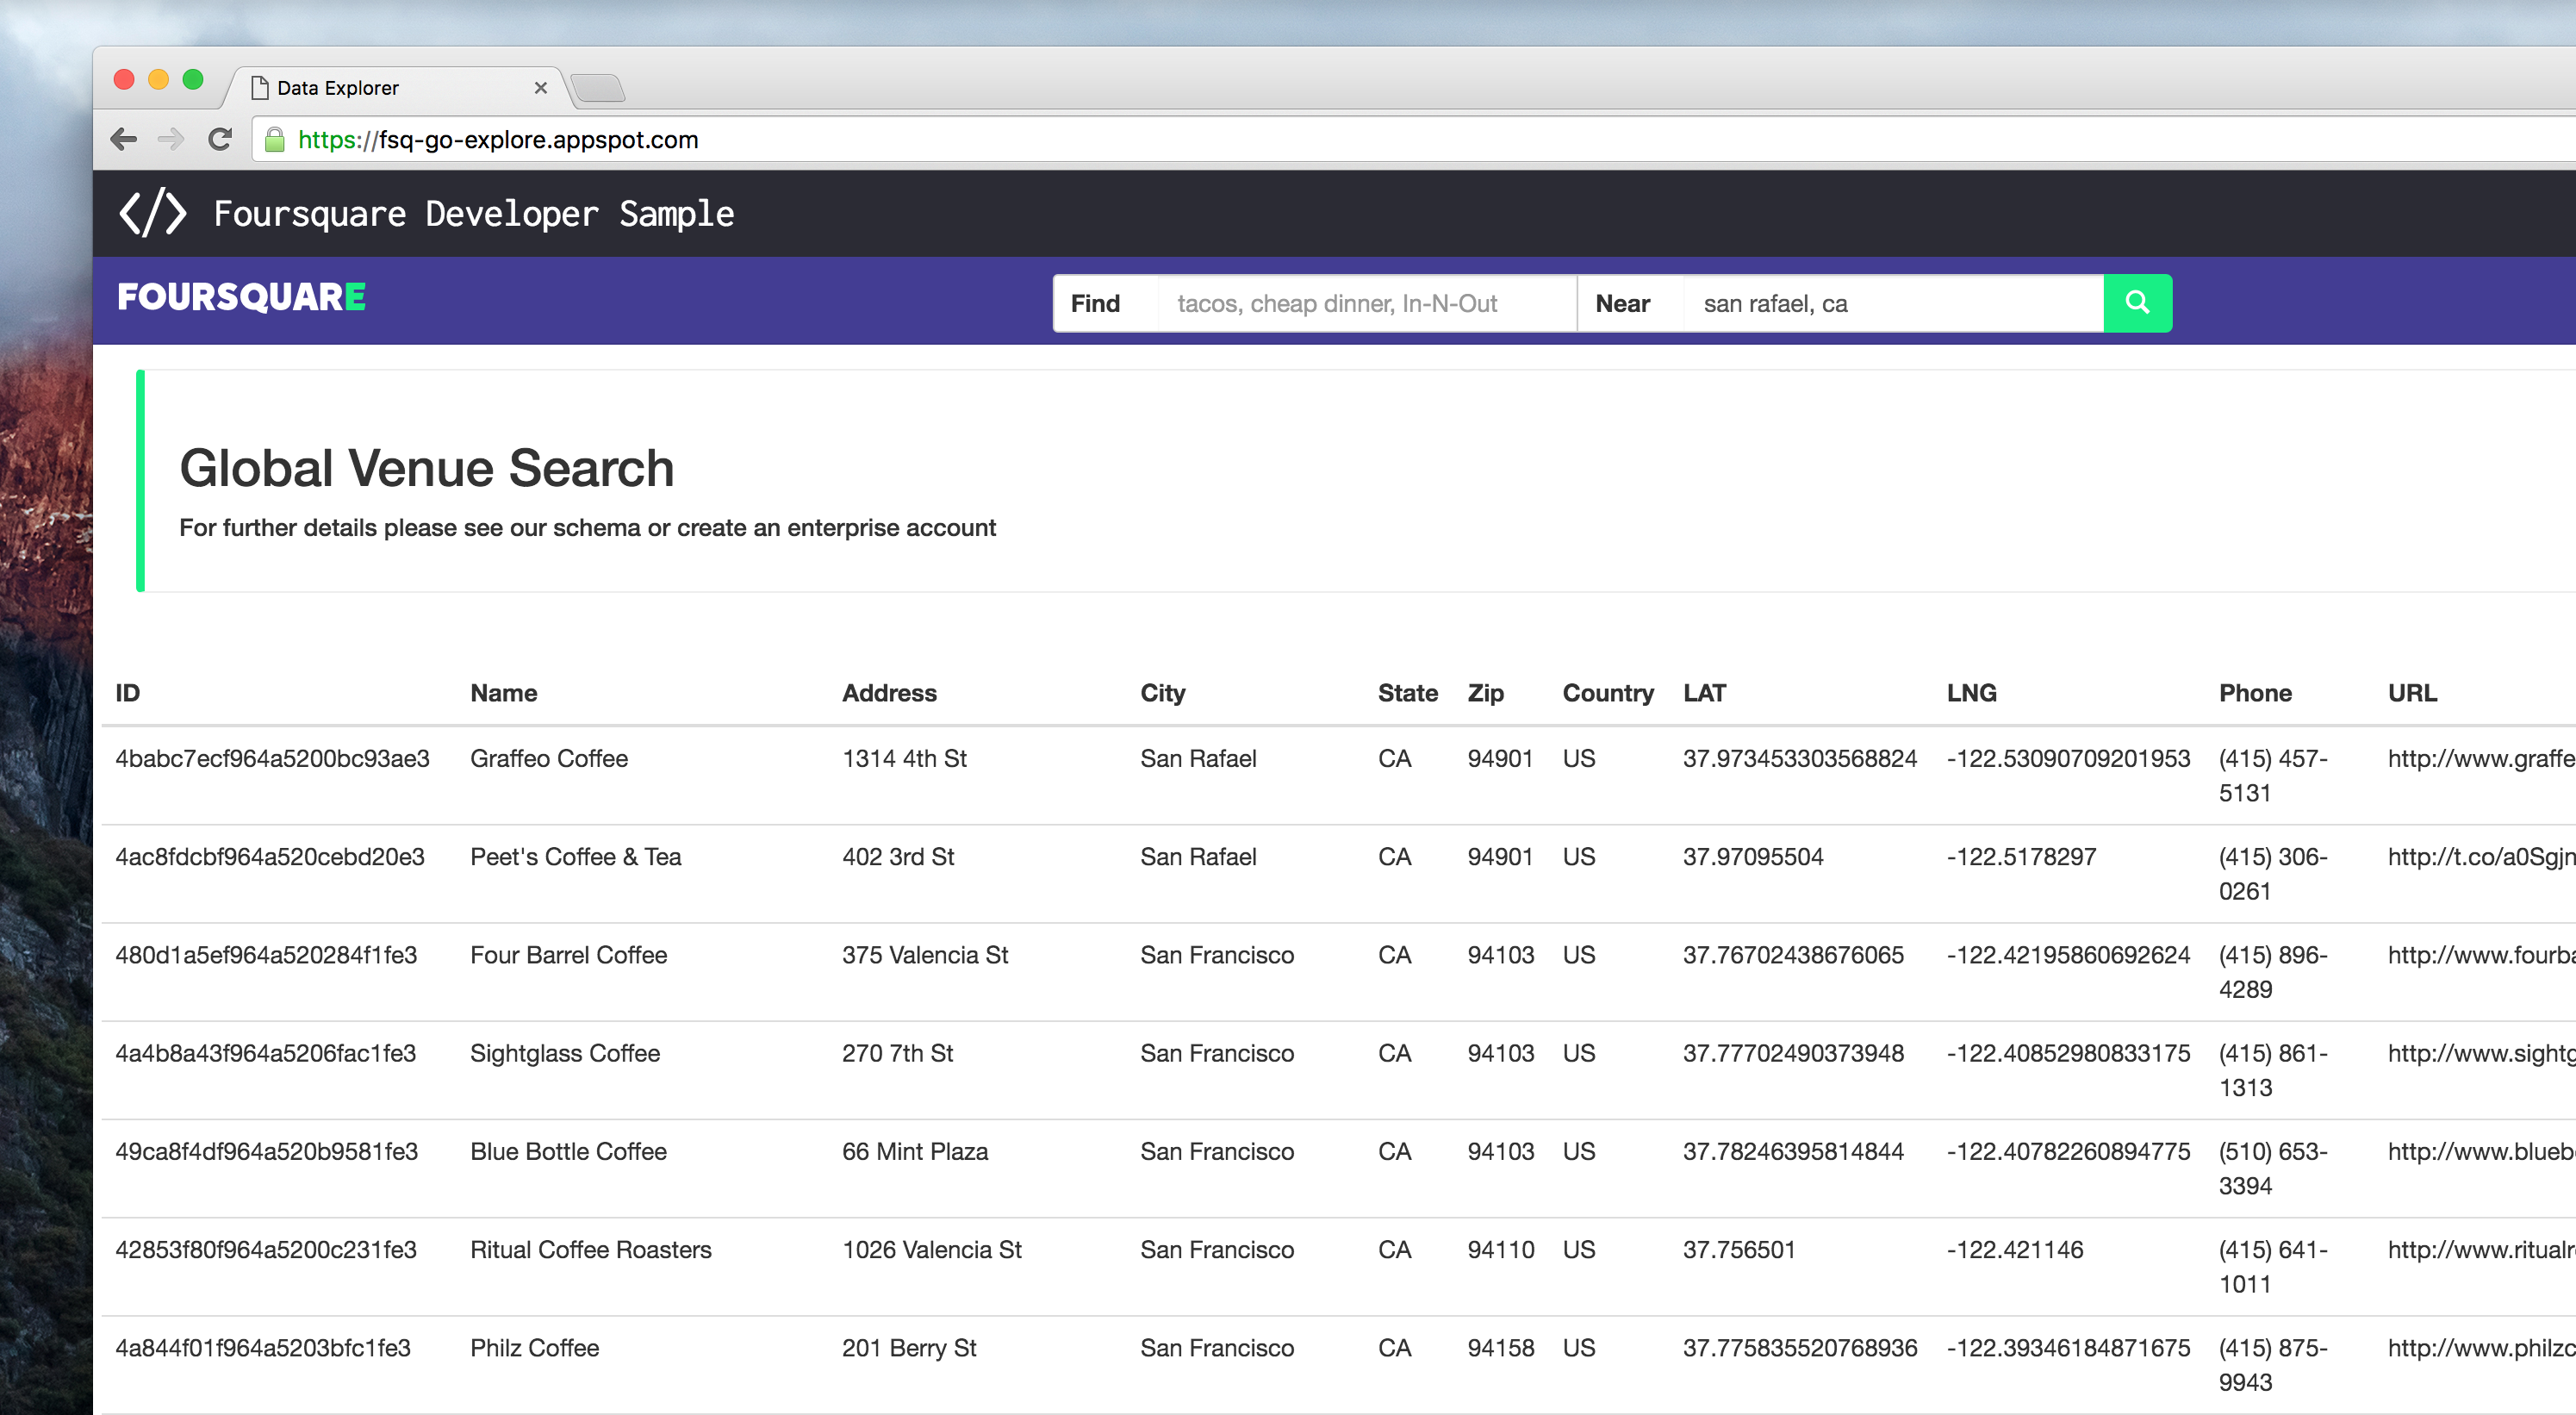 Data Explorer
https://fsq-go-explore.appspot.com
</> Foursquare Developer Sample
FOURSQUARE
Find tacos, cheap dinner, In-N-Out Near san rafael, ca
Global Venue Search
For further details please see our schema or create an enterprise account
ID Name Address City State Zip Country LAT LNG Phone URL
4babc7ecf964a5200bc93ae3 Graffeo Coffee 1314 4th St San Rafael CA 94901 US 37.973453303568824 -122.53090709201953 (415) 457- http://www.graffe
5131
4ac8fdcbf964a520cebd20e3 Peet's Coffee & Tea 402 3rd St San Rafael CA 94901 US 37.97095504 -122.5178297 (415) 306- http://t.co/a0Sgjn
0261
480d1a5ef964a520284f1fe3 Four Barrel Coffee 375 Valencia St San Francisco CA 94103 US 37.76702438676065 -122.42195860692624 (415) 896- http://www.fourba
4289
4a4b8a43f964a5206fac1fe3 Sightglass Coffee 270 7th St San Francisco CA 94103 US 37.77702490373948 -122.40852980833175 (415) 861- http://www.sightg
1313
49ca8f4df964a520b9581fe3 Blue Bottle Coffee 66 Mint Plaza San Francisco CA 94103 US 37.78246395814844 -122.40782260894775 (510) 653- http://www.blueb
3394
42853f80f964a5200c231fe3 Ritual Coffee Roasters 1026 Valencia St San Francisco CA 94110 US 37.756501 -122.421146 (415) 641- http://www.ritualr
1011
4a844f01f964a5203bfc1fe3 Philz Coffee 201 Berry St San Francisco CA 94158 US 37.775835520768936 -122.39346184871675 (415) 875- http://www.philzc
9943